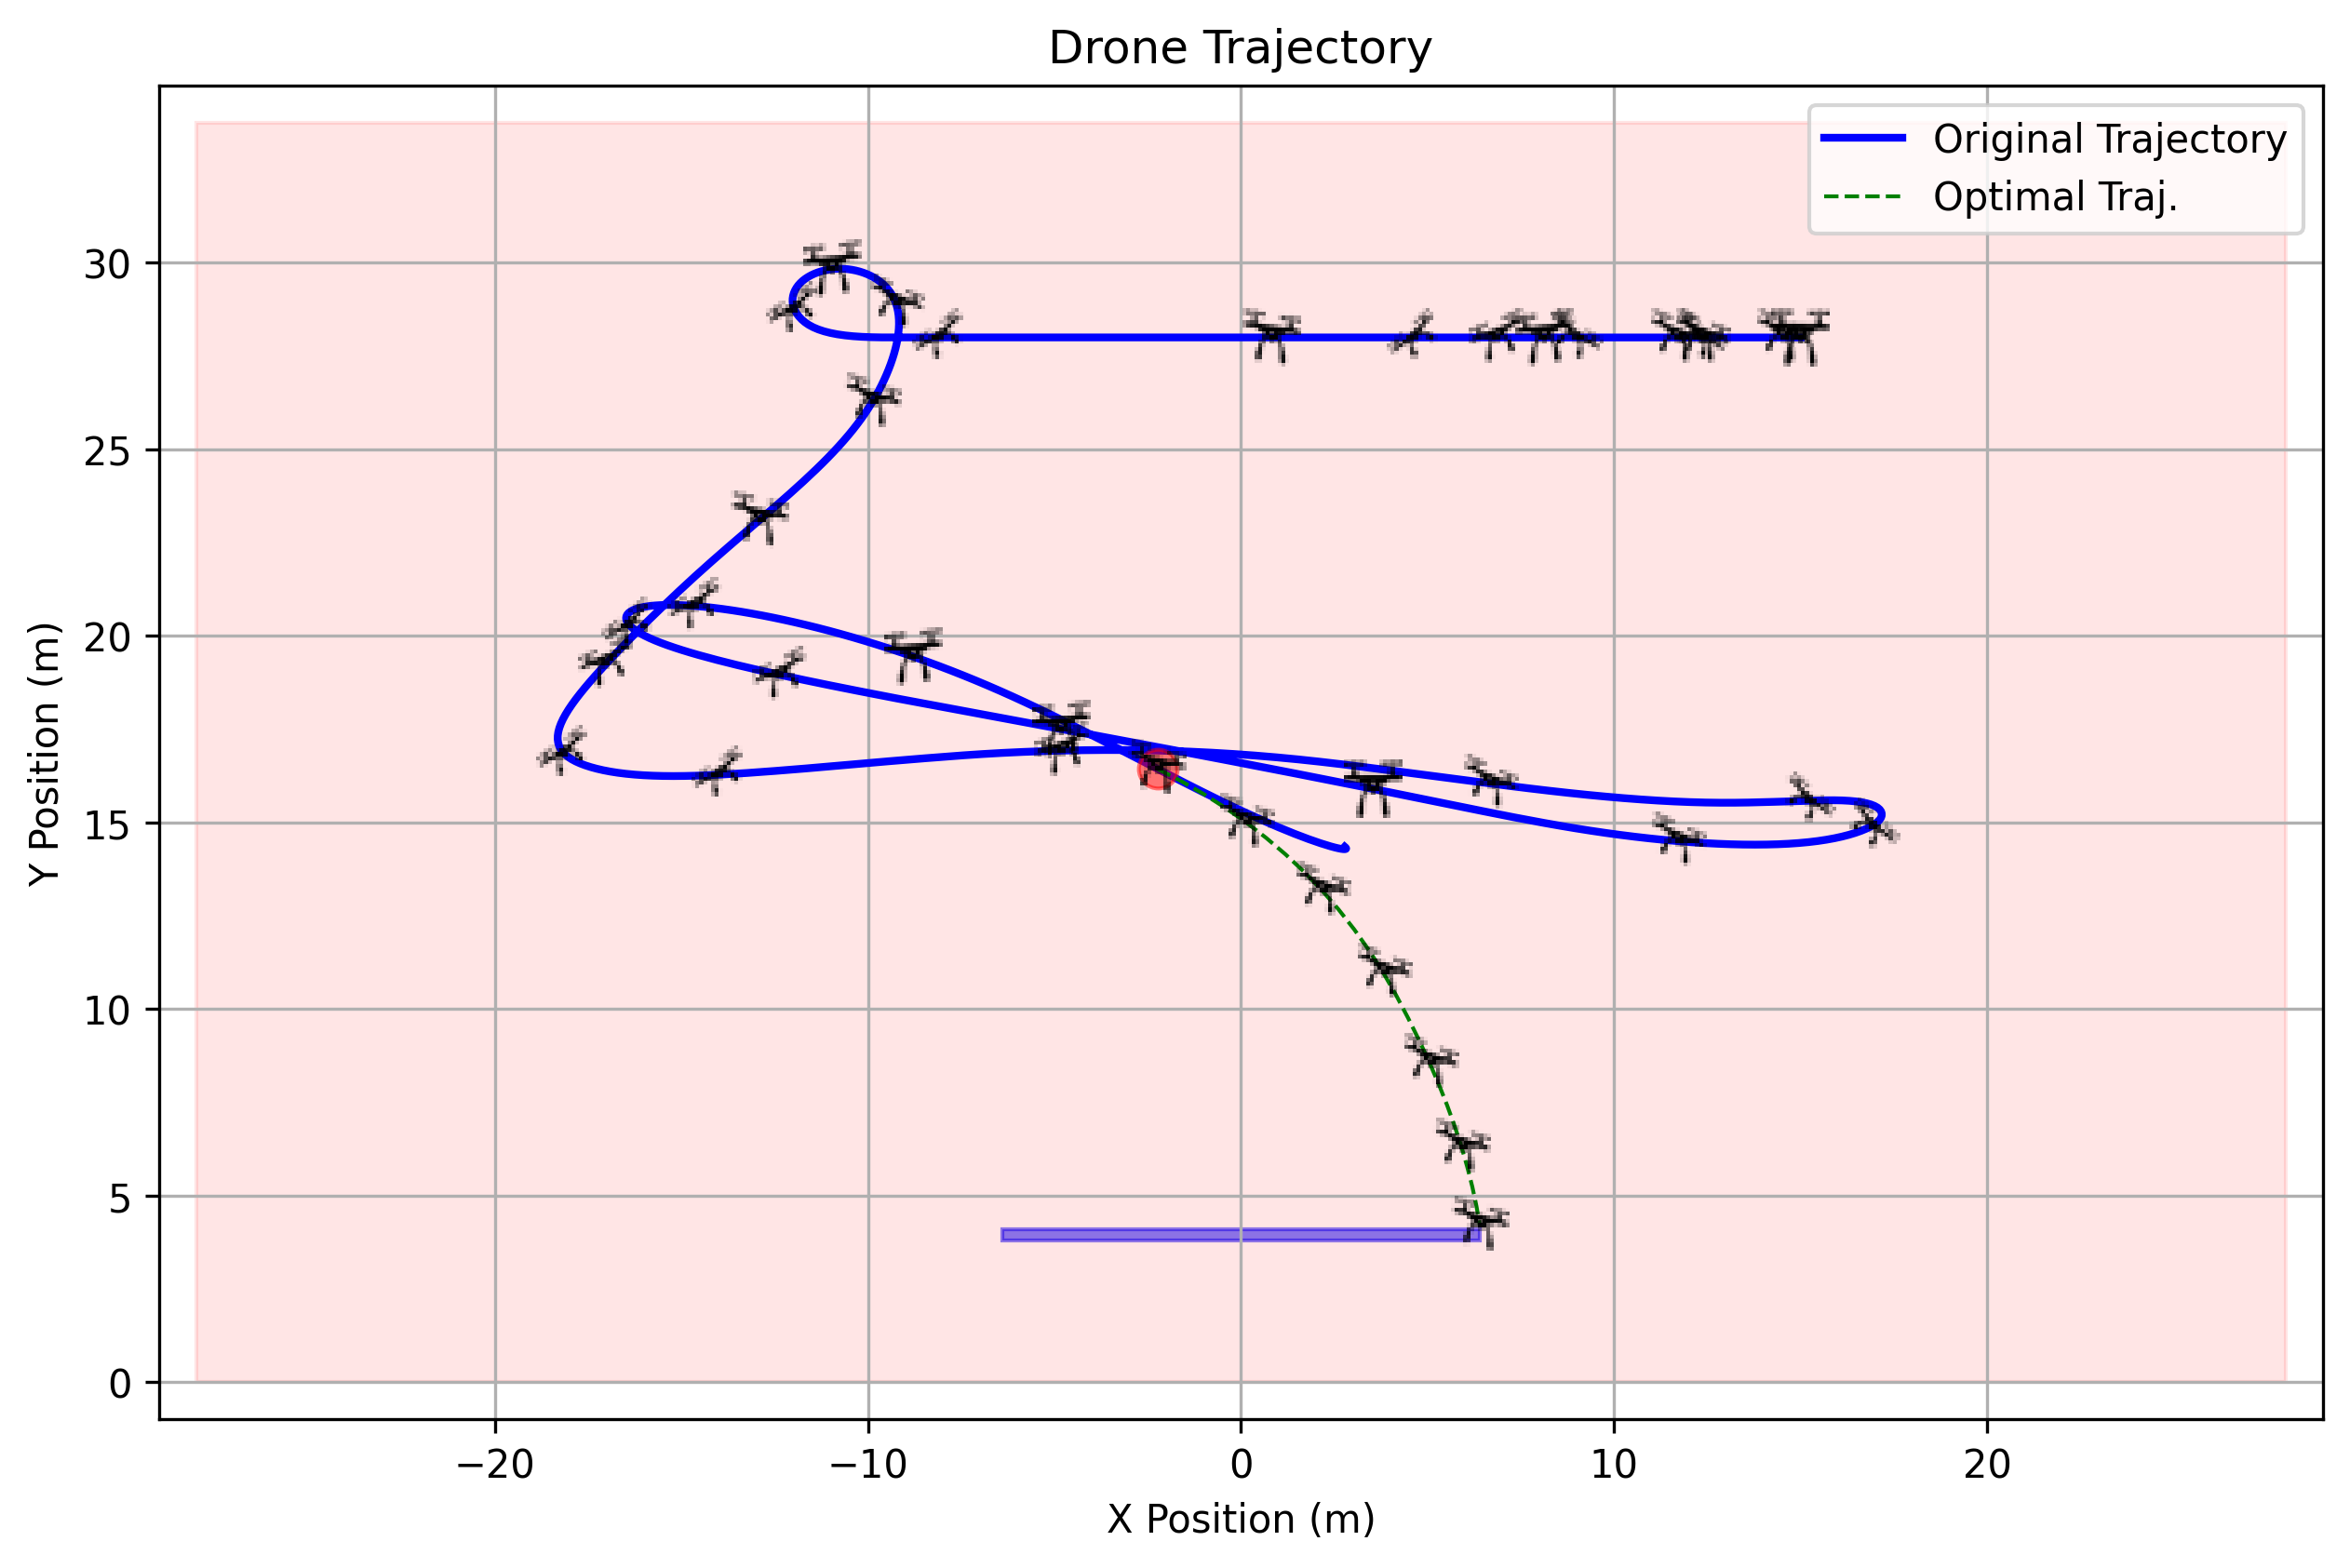 Drone Trajectory
Original Trajectory
Optimal Traj.
Y Position (m)
30
25
20
15
10
5
0
−20
−10
0
10
20
X Position (m)